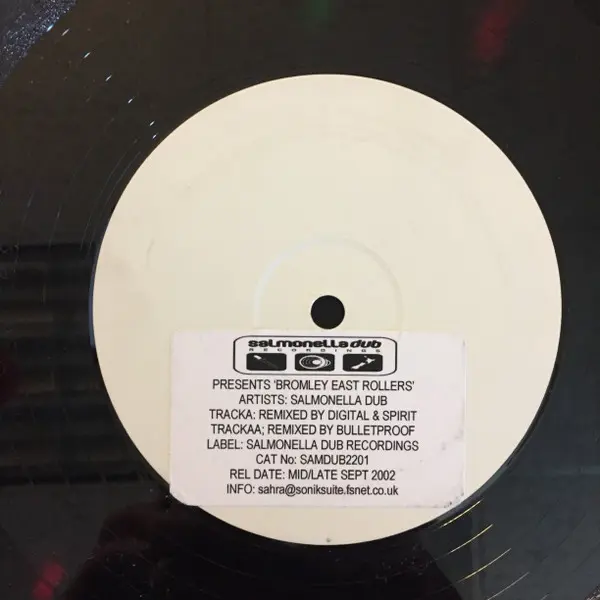 salmonella dub
RECORDINGS
PRESENTS 'BROMLEY EAST ROLLERS'
ARTISTS: SALMONELLA DUB
TRACKA: REMIXED BY DIGITAL & SPIRIT
TRACKAA; REMIXED BY BULLETPROOF
LABEL: SALMONELLA DUB RECORDINGS
CAT No: SAMDUB2201
REL DATE: MID/LATE SEPT 2002
INFO: sahra@soniksuite.fsnet.co.uk